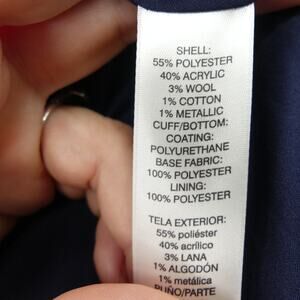 SHELL:
55% POLYESTER
40% ACRYLIC
3% WOOL
1% COTTON
1% METALLIC
CUFF/BOTTOM:
COATING:
POLYURETHANE
BASE FABRIC:
100% POLYESTER
LINING:
100% POLYESTER
TELA EXTERIOR:
55% poliéster
40% acrílico
3% LANA
1% ALGODÓN
1% metálica
PUÑO/PARTE